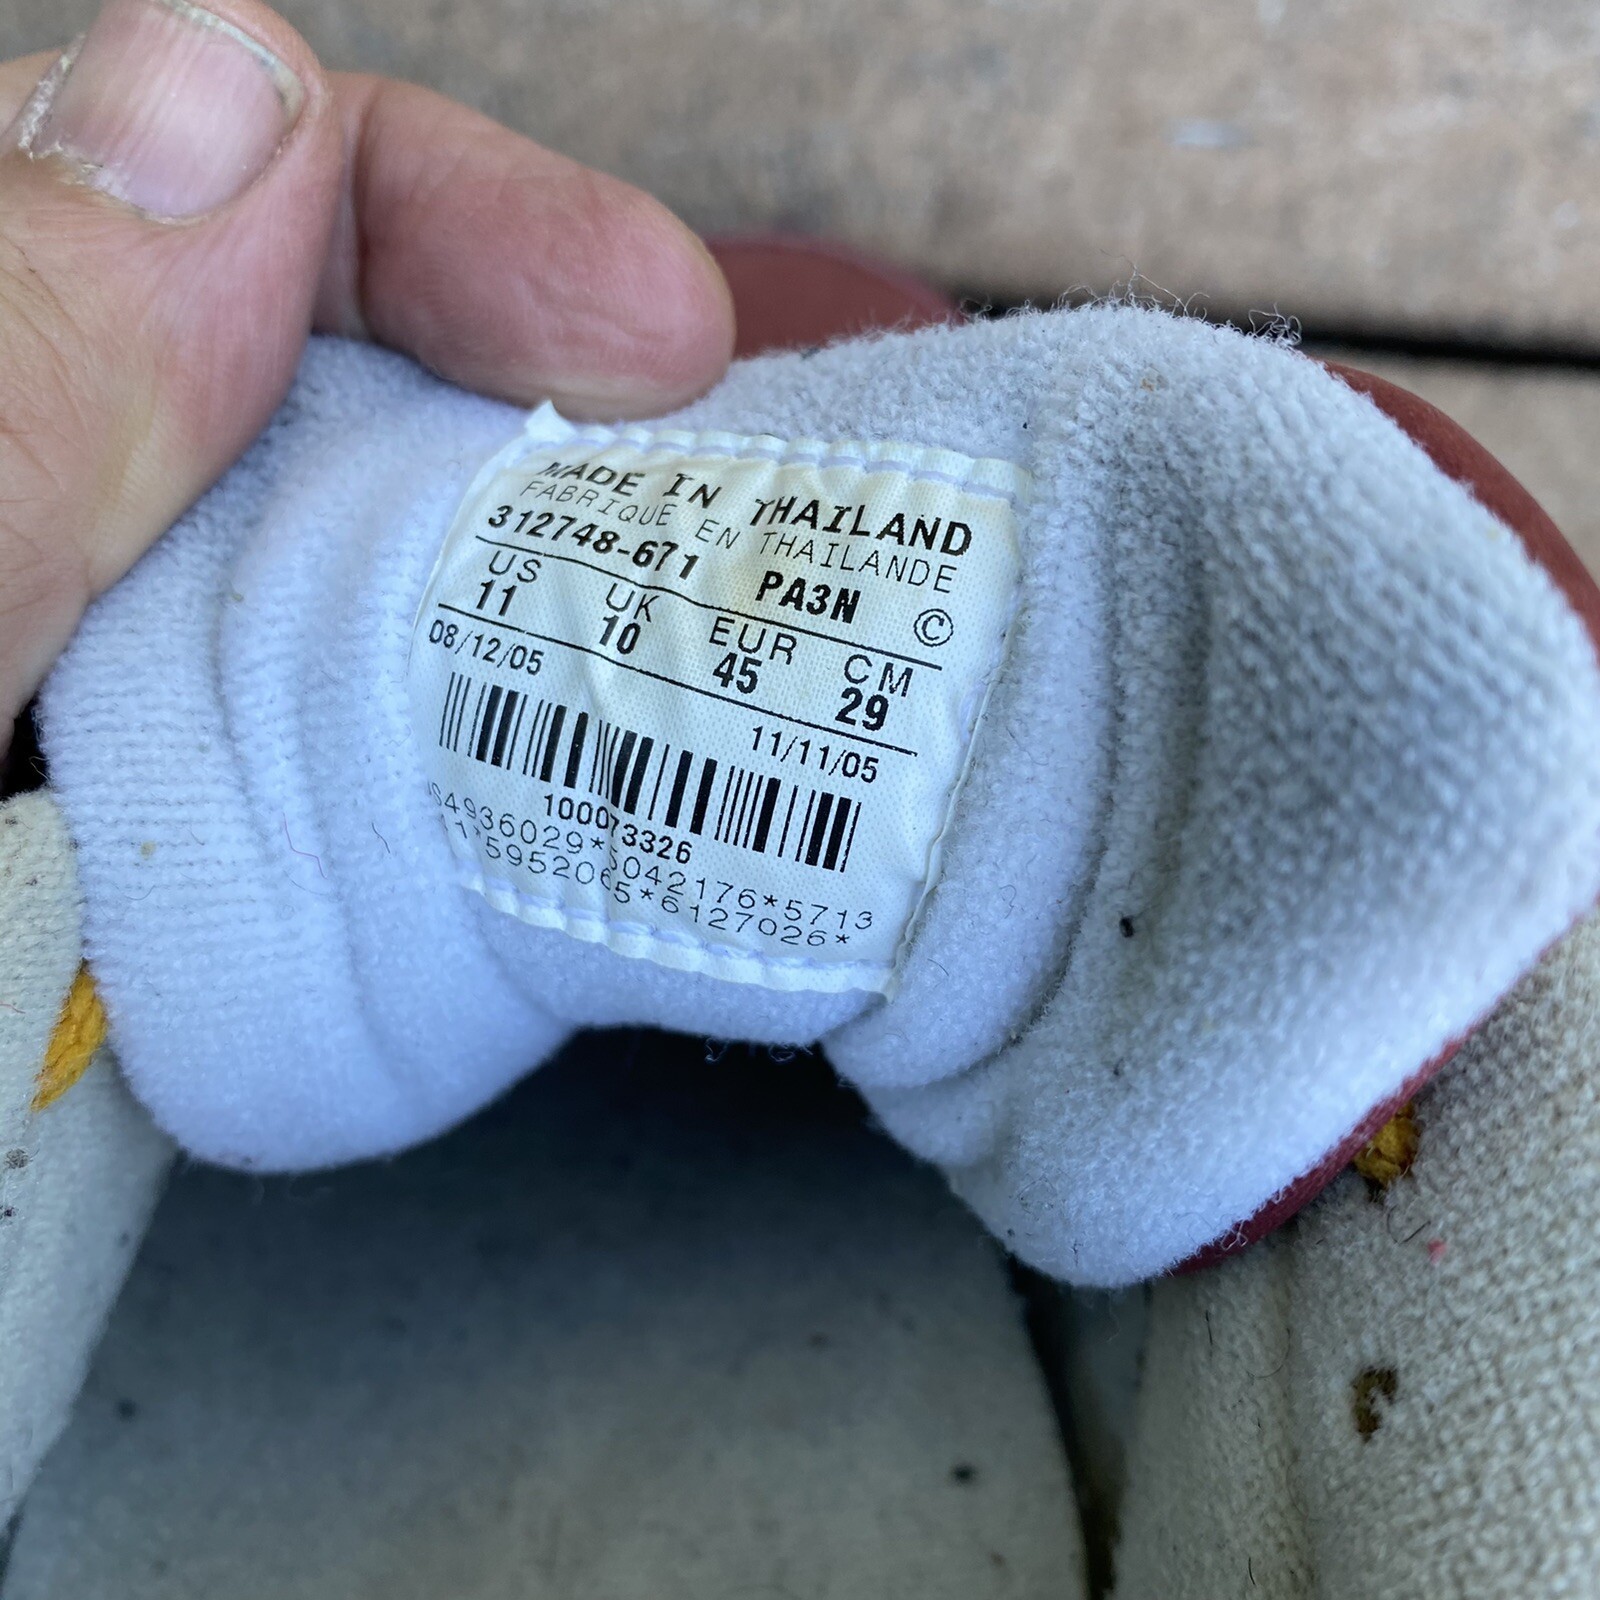 MADE IN THAILAND
FABRIQUE EN THAILANDE
312748-671 PA3N ©
US UK EUR CM
11 10 45 29
08/12/05 11/11/05
100073326
US4936029*5042176*5713
5952065*6127026*